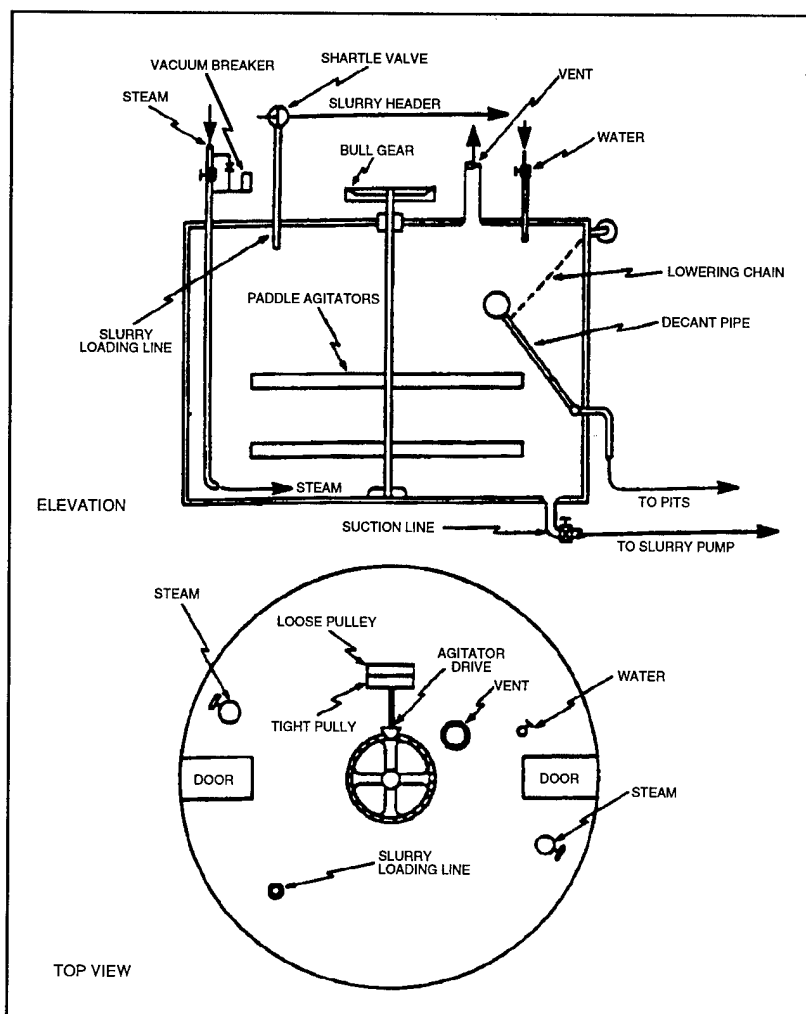 SHARTLE VALVE
VACUUM BREAKER
STEAM
SLURRY HEADER
VENT
BULL GEAR
WATER
LOWERING CHAIN
PADDLE AGITATORS
DECANT PIPE
SLURRY
LOADING LINE
STEAM
ELEVATION
TO PITS
SUCTION LINE
TO SLURRY PUMP
STEAM
LOOSE PULLEY
AGITATOR
DRIVE
VENT
WATER
TIGHT PULLY
DOOR
DOOR
STEAM
SLURRY
LOADING LINE
TOP VIEW